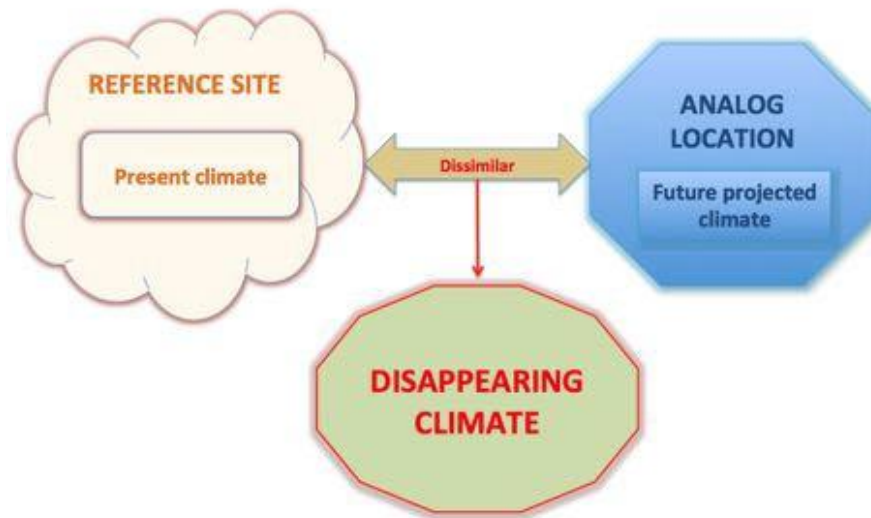 REFERENCE SITE
Present climate
Dissimilar
ANALOG
LOCATION
Future projected
climate
DISAPPEARING
CLIMATE